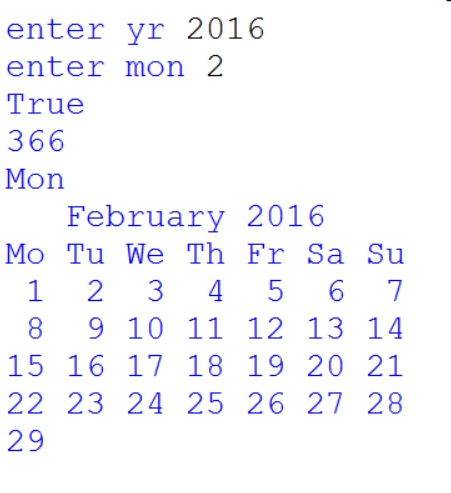 enter yr 2016
enter mon 2
True
366
Mon
   February 2016
Mo Tu We Th Fr Sa Su
 1  2  3  4  5  6  7
 8  9 10 11 12 13 14
15 16 17 18 19 20 21
22 23 24 25 26 27 28
29